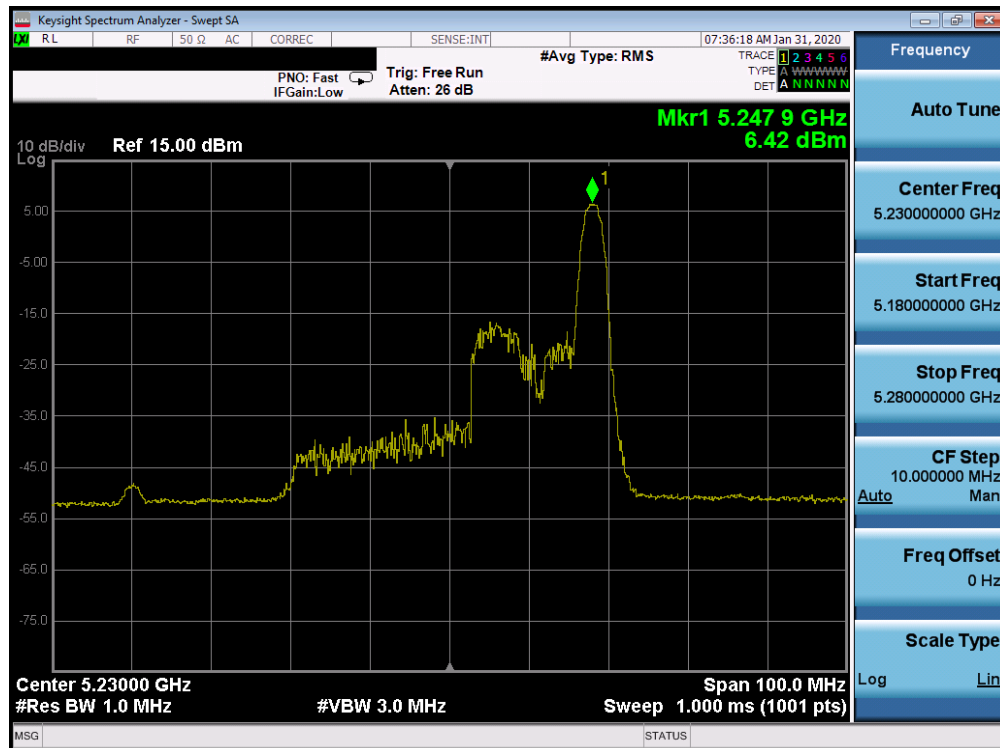 Keysight Spectrum Analyzer - Swept SA
LXI RL RF 50 Ω AC CORREC SENSE:INT 07:36:18 AM Jan 31, 2020
#Avg Type: RMS TRACE 1 2 3 4 5 6
PNO: Fast Trig: Free Run TYPE A WWWWW
IFGain:Low Atten: 26 dB DET A N N N N N
Mkr1 5.247 9 GHz
6.42 dBm
10 dB/div Ref 15.00 dBm
Log
1
5.00
-5.00
-15.0
-25.0
-35.0
-45.0
-55.0
-65.0
-75.0
Center 5.23000 GHz Span 100.0 MHz
#Res BW 1.0 MHz #VBW 3.0 MHz Sweep 1.000 ms (1001 pts)
MSG STATUS
Frequency
Auto Tune
Center Freq
5.230000000 GHz
Start Freq
5.180000000 GHz
Stop Freq
5.280000000 GHz
CF Step
10.000000 MHz
Auto Man
Freq Offset
0 Hz
Scale Type
Log Lin